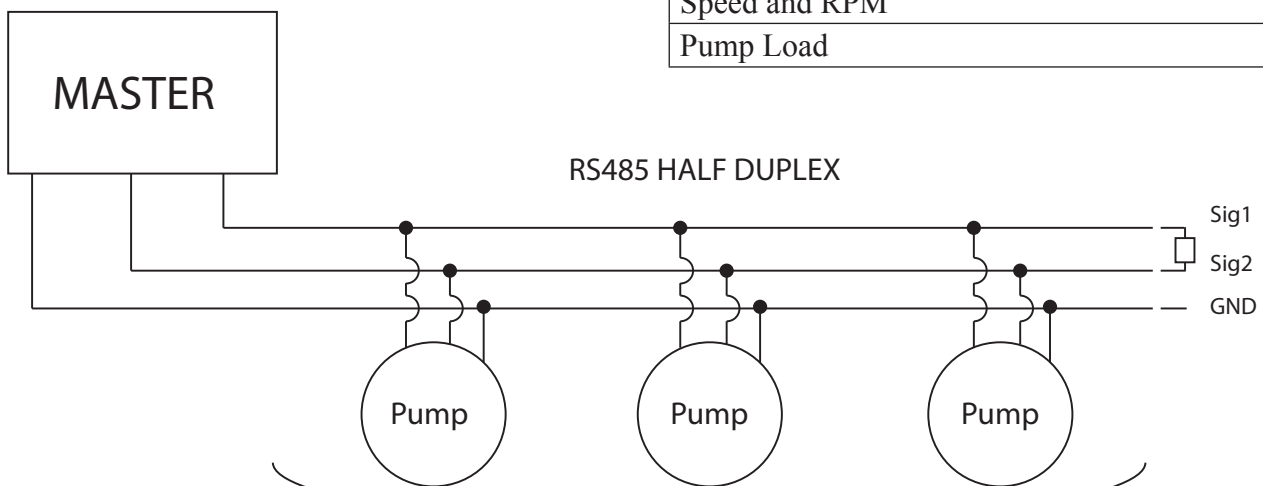 Speed and RPM
Pump Load
MASTER
RS485 HALF DUPLEX
Sig1
Sig2
GND
Pump
Pump
Pump